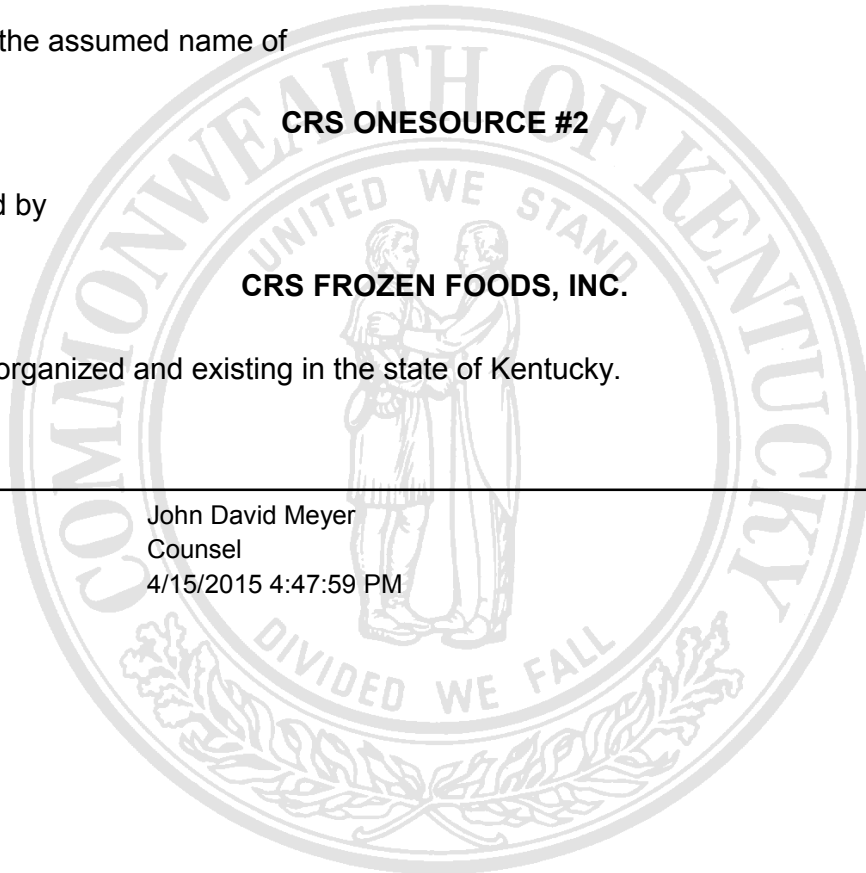 the assumed name of
CRS ONESOURCE #2
d by
CRS FROZEN FOODS, INC.
organized and existing in the state of Kentucky.
John David Meyer
Counsel
4/15/2015 4:47:59 PM
COMMONWEALTH OF KENTUCKY
UNITED WE STAND
DIVIDED WE FALL